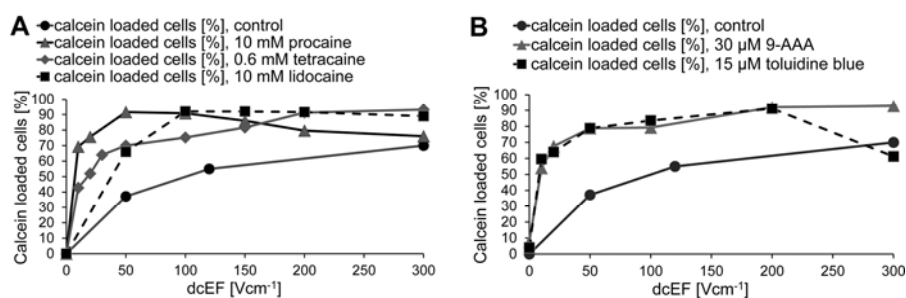 A
calcein loaded cells [%], control
calcein loaded cells [%], 10 mM procaine
calcein loaded cells [%], 0.6 mM tetracaine
calcein loaded cells [%], 10 mM lidocaine
Calcein loaded cells [%]
100
90
80
70
60
50
40
30
20
10
0
0 50 100 150 200 250 300
dcEF [Vcm⁻¹]
B
calcein loaded cells [%], control
calcein loaded cells [%], 30 µM 9-AAA
calcein loaded cells [%], 15 µM toluidine blue
Calcein loaded cells [%]
100
90
80
70
60
50
40
30
20
10
0
0 50 100 150 200 250 300
dcEF [Vcm⁻¹]